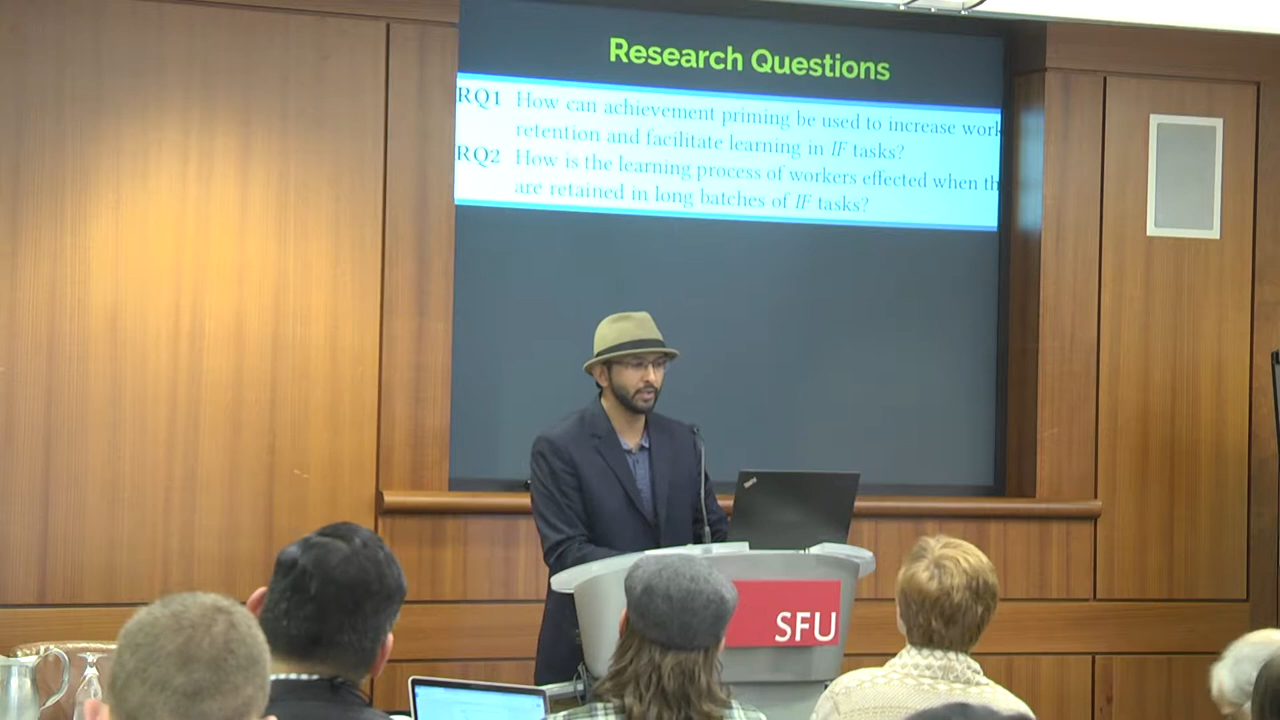 Research Questions
RQ1 How can achievement priming be used to increase work
retention and facilitate learning in IF tasks?
RQ2 How is the learning process of workers effected when th
are retained in long batches of IF tasks?
ThinkPad
SFU